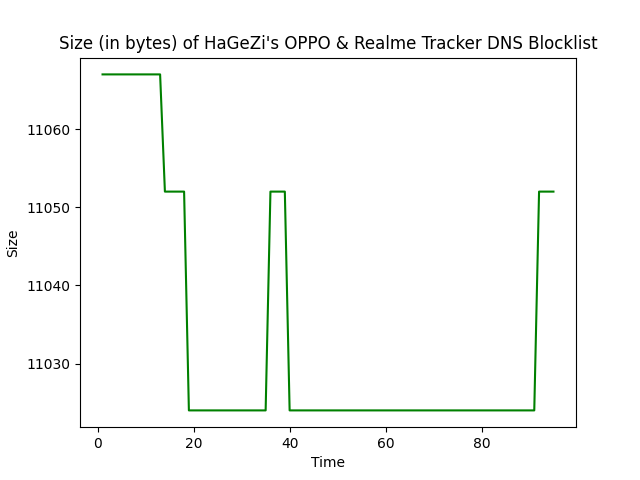 Size (in bytes) of HaGeZi's OPPO & Realme Tracker DNS Blocklist
11060
11050
11040
11030
Size
0 20 40 60 80
Time